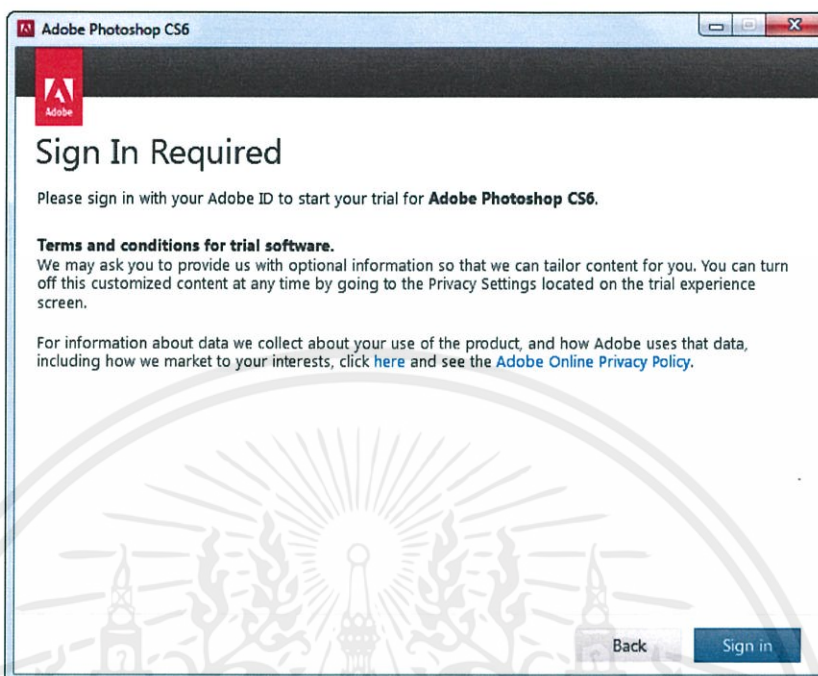 Adobe Photoshop CS6
Adobe
Sign In Required
Please sign in with your Adobe ID to start your trial for Adobe Photoshop CS6.
Terms and conditions for trial software.
We may ask you to provide us with optional information so that we can tailor content for you. You can turn
off this customized content at any time by going to the Privacy Settings located on the trial experience
screen.
For information about data we collect about your use of the product, and how Adobe uses that data,
including how we market to your interests, click here and see the Adobe Online Privacy Policy.
Back
Sign in